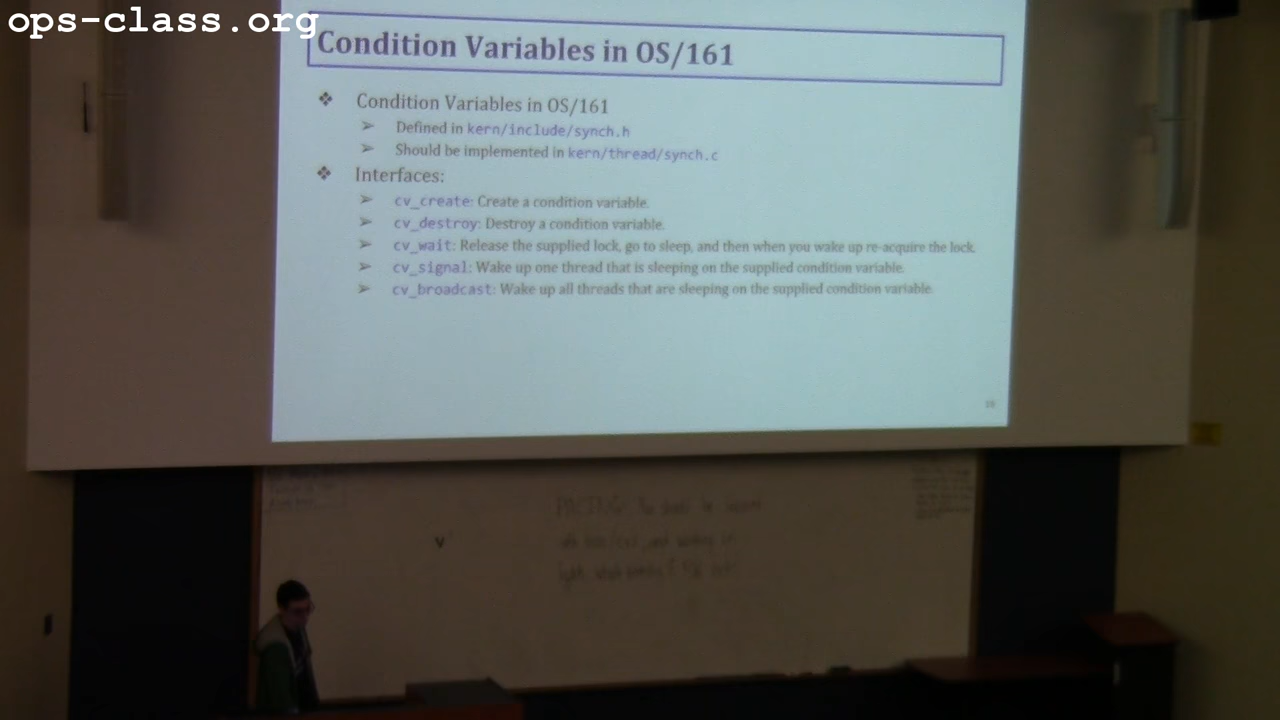 ops-class.org
Condition Variables in OS/161
❖ Condition Variables in OS/161
➢ Defined in kern/include/synch.h
➢ Should be implemented in kern/thread/synch.c
❖ Interfaces:
➢ cv_create: Create a condition variable.
➢ cv_destroy: Destroy a condition variable.
➢ cv_wait: Release the supplied lock, go to sleep, and then when you wake up re-acquire the lock.
➢ cv_signal: Wake up one thread that is sleeping on the supplied condition variable.
➢ cv_broadcast: Wake up all threads that are sleeping on the supplied condition variable.